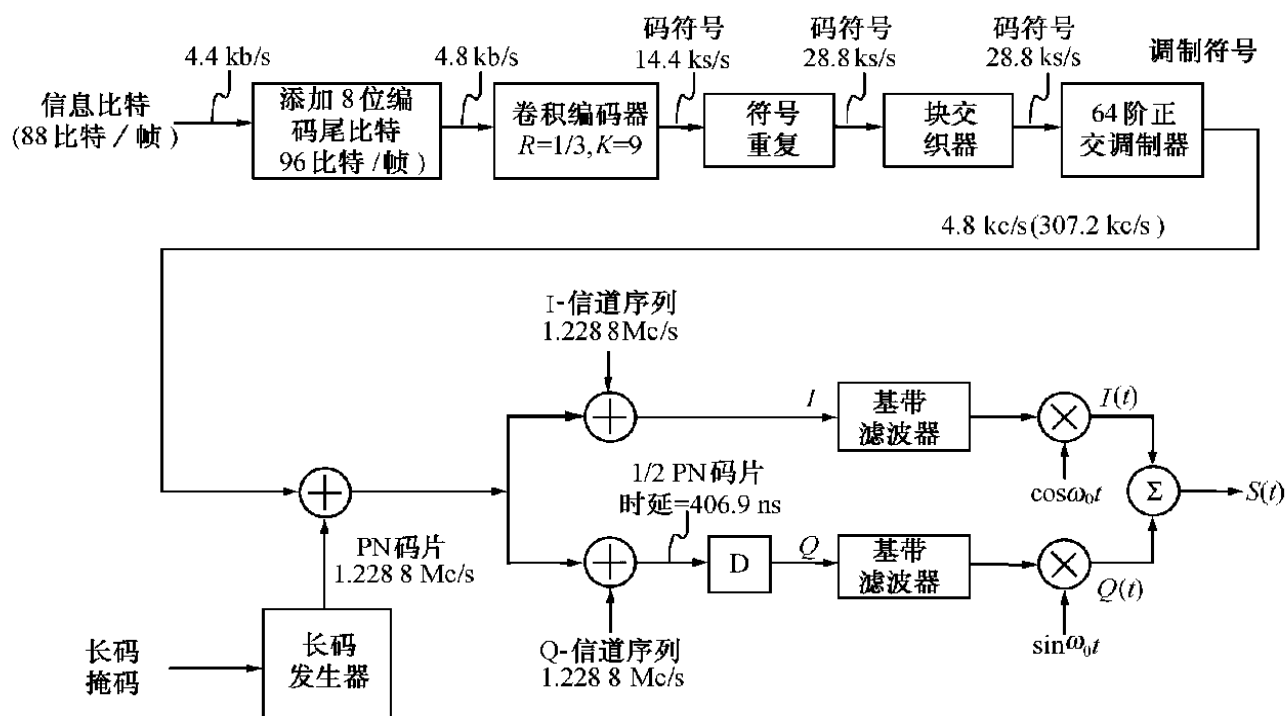 4.4 kb/s
4.8 kb/s
码符号
14.4 ks/s
码符号
28.8 ks/s
码符号
28.8 ks/s
调制符号
信息比特
(88比特/帧)
添加8位编
码尾比特
96比特/帧)
卷积编码器
R=1/3,K=9
符号
重复
块交
织器
64阶正
交调制器
4.8 kc/s(307.2 kc/s)
I-信道序列
1.228 8Mc/s
I
基带
滤波器
I(t)
cosω₀t
Σ
S(t)
1/2 PN码片
时延=406.9 ns
PN码片
1.228 8 Mc/s
D
Q
基带
滤波器
Q(t)
sinω₀t
长码
掩码
长码
发生器
Q-信道序列
1.228 8 Mc/s